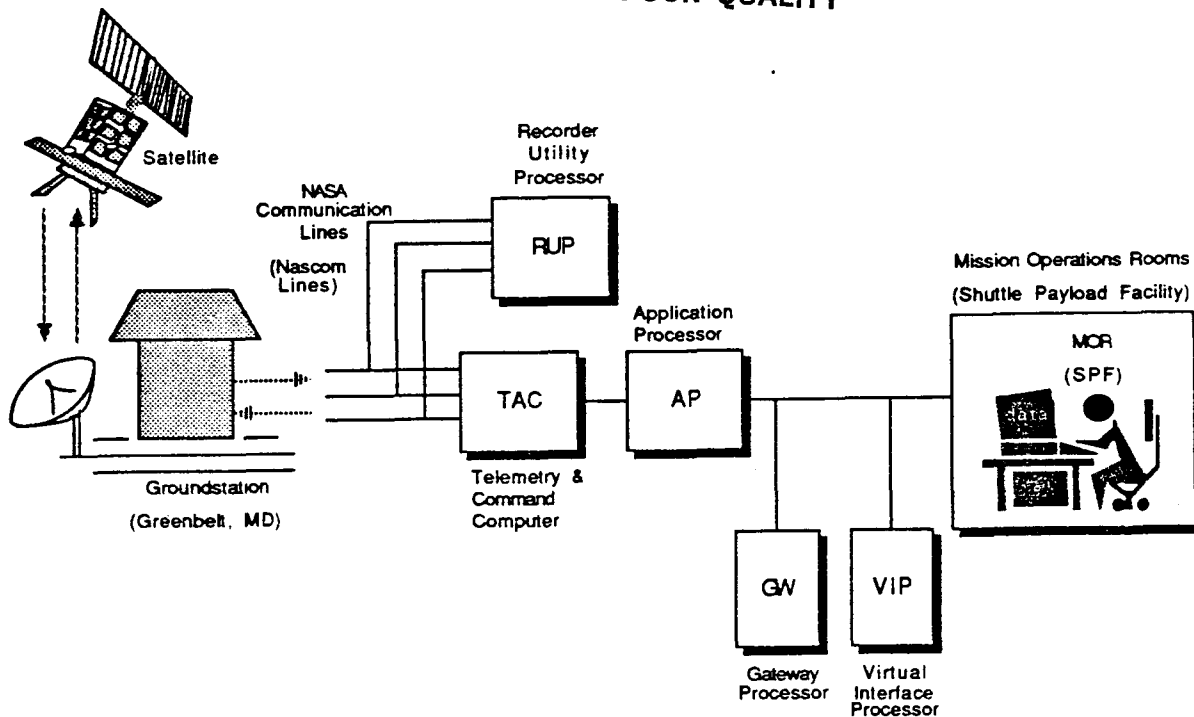 QUALITY
Satellite
NASA
Communication
Lines
(Nascom
Lines)
Recorder
Utility
Processor
RUP
Application
Processor
Mission Operations Rooms
(Shuttle Payload Facility)
MOR
(SPF)
data
TAC
AP
Groundstation
(Greenbelt, MD)
Telemetry &
Command
Computer
GW
VIP
Gateway
Processor
Virtual
Interface
Processor